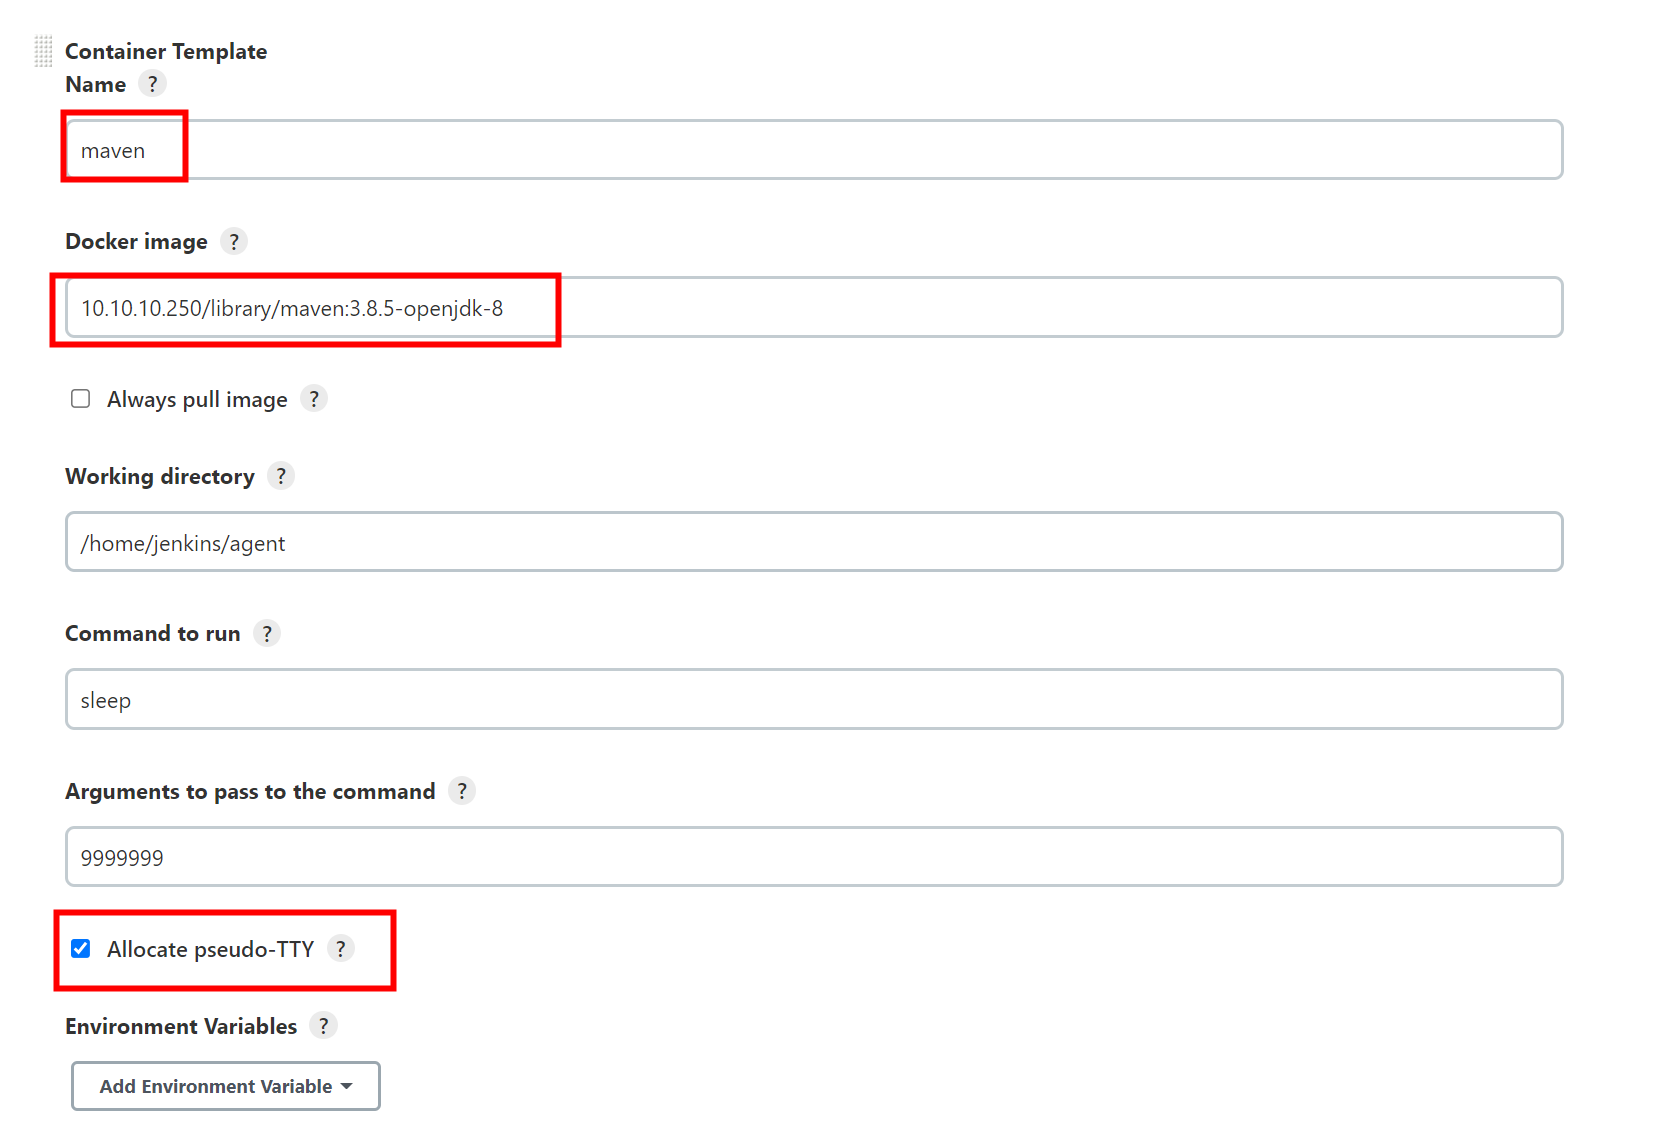 Container Template
Name ?
maven
Docker image ?
10.10.10.250/library/maven:3.8.5-openjdk-8
Always pull image ?
Working directory ?
/home/jenkins/agent
Command to run ?
sleep
Arguments to pass to the command ?
9999999
Allocate pseudo-TTY ?
Environment Variables ?
Add Environment Variable